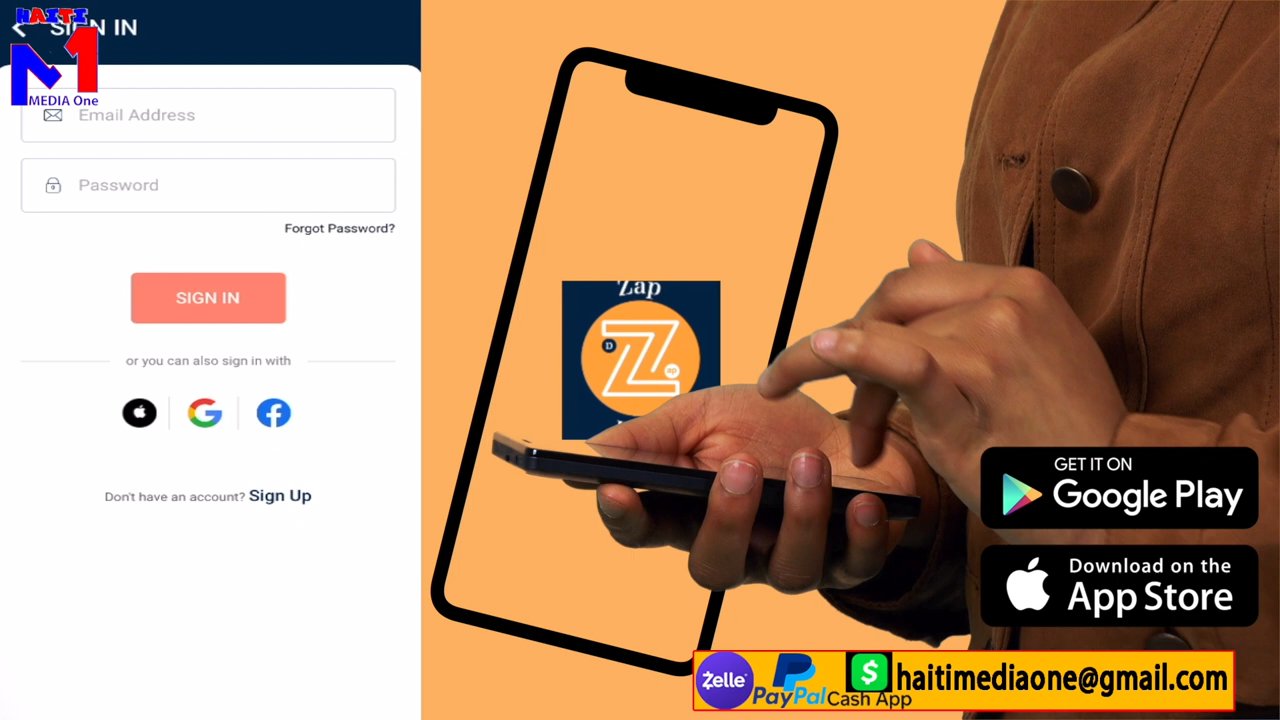 HAITI
M1
MEDIA One
SIGN IN
Email Address
Password
Forgot Password?
SIGN IN
or you can also sign in with
Don't have an account? Sign Up
Zap
Z
D
zap
GET IT ON
Google Play
Download on the
App Store
Zelle
PayPal
$
Cash App
haitimediaone@gmail.com